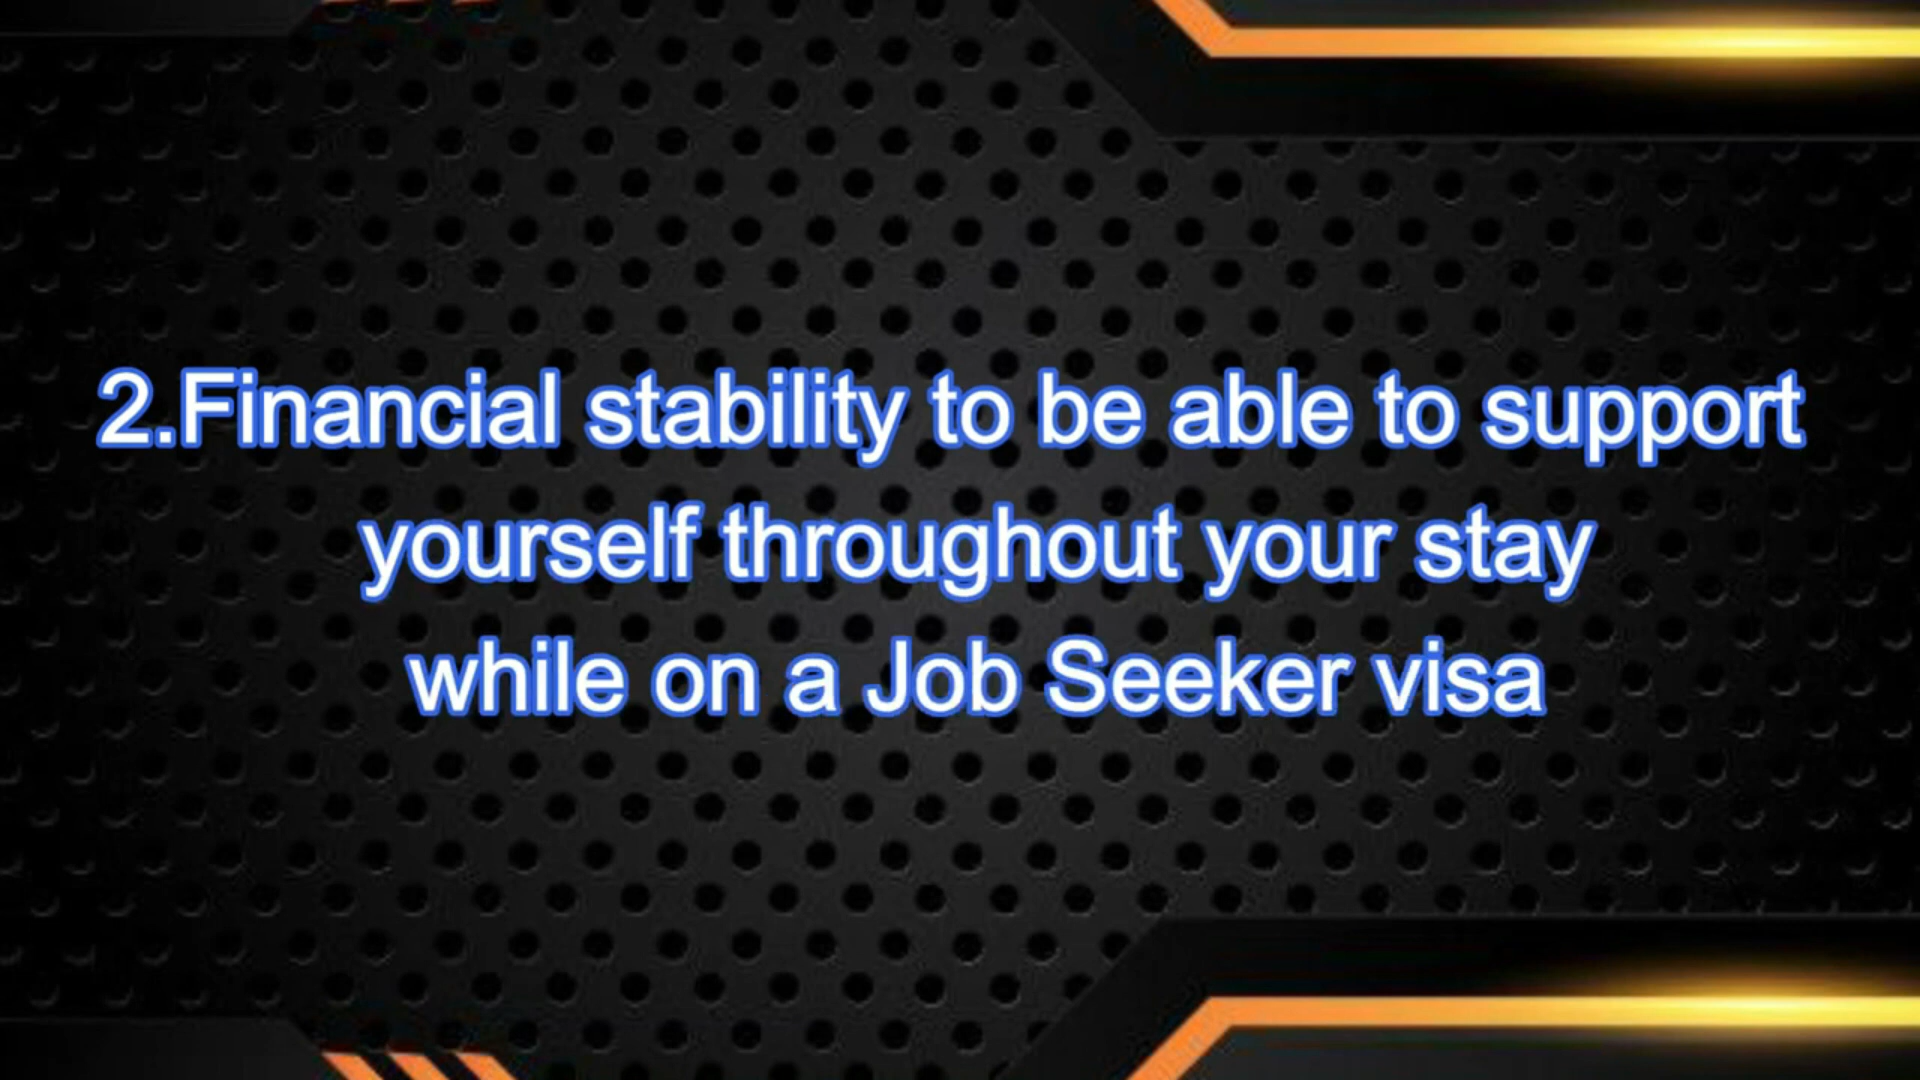 2.Financial stability to be able to support
yourself throughout your stay
while on a Job Seeker visa